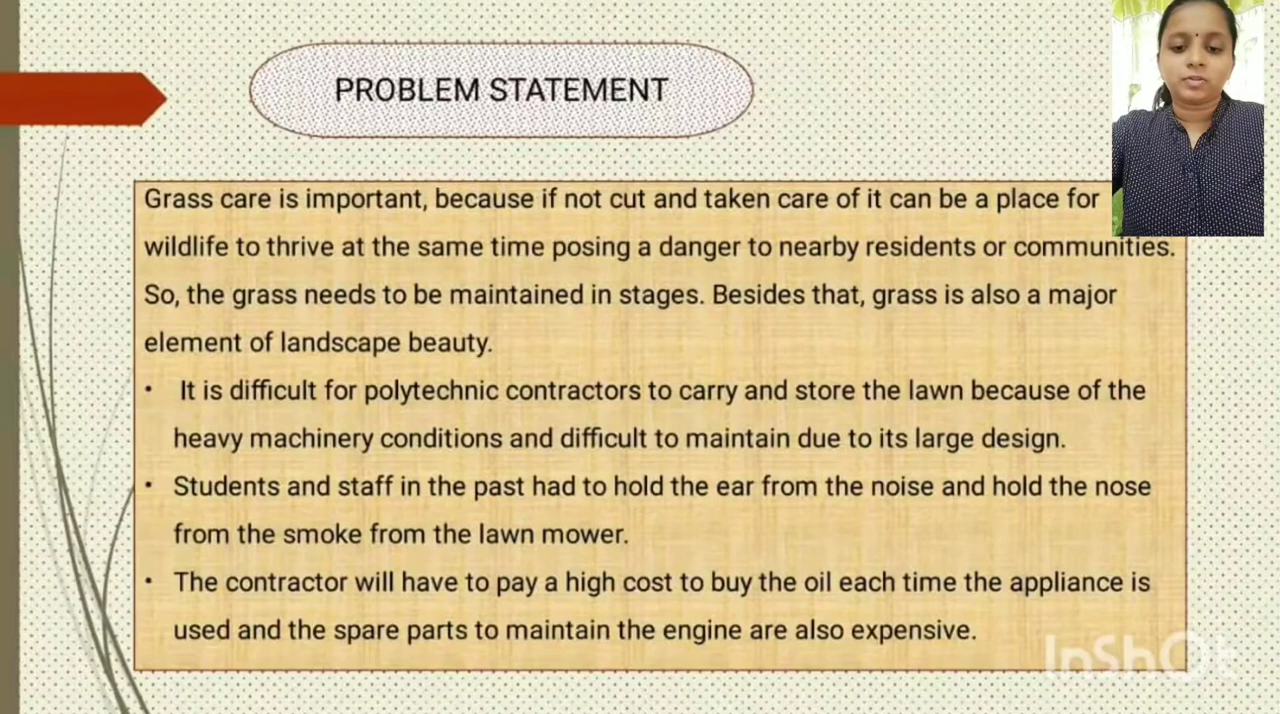 PROBLEM STATEMENT
Grass care is important, because if not cut and taken care of it can be a place for
wildlife to thrive at the same time posing a danger to nearby residents or communities.
So, the grass needs to be maintained in stages. Besides that, grass is also a major
element of landscape beauty.
• It is difficult for polytechnic contractors to carry and store the lawn because of the
heavy machinery conditions and difficult to maintain due to its large design.
• Students and staff in the past had to hold the ear from the noise and hold the nose
from the smoke from the lawn mower.
• The contractor will have to pay a high cost to buy the oil each time the appliance is
used and the spare parts to maintain the engine are also expensive.
InShOt